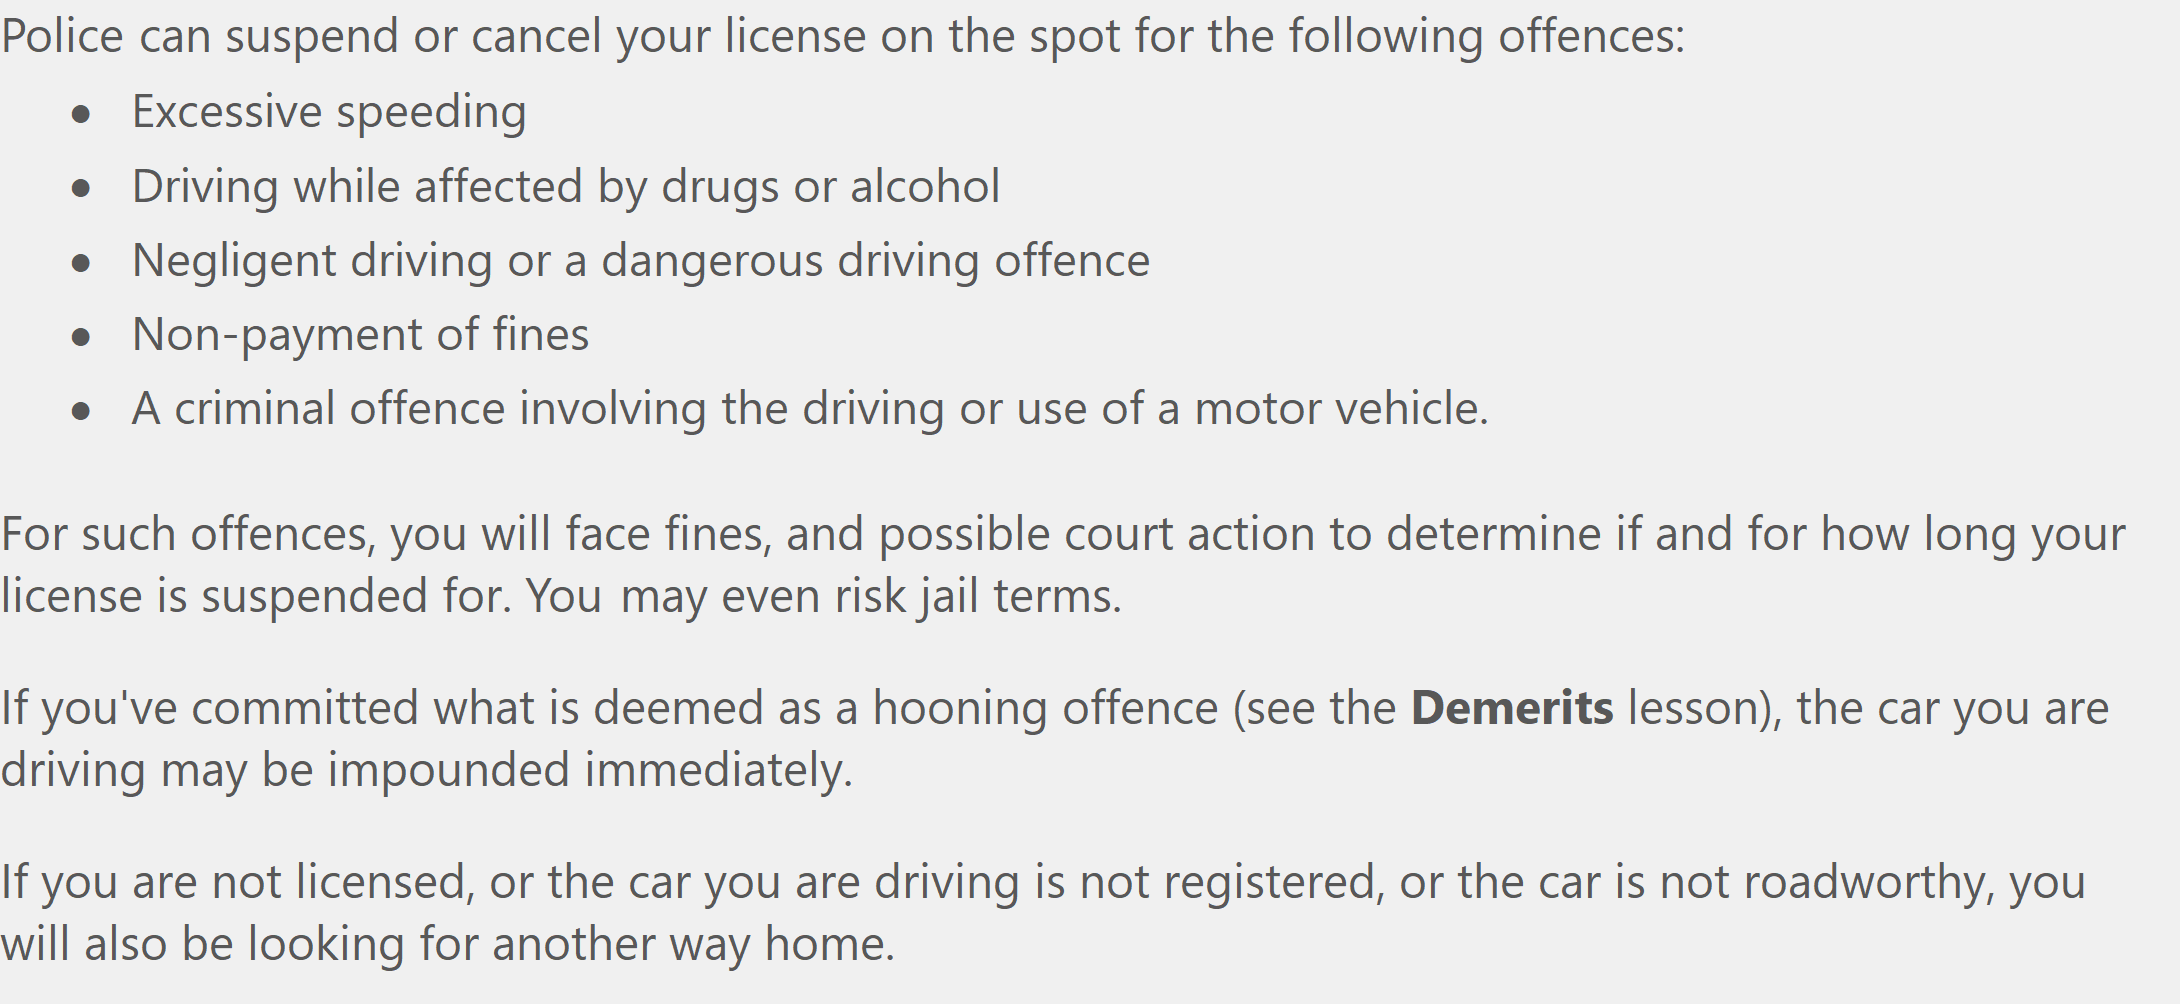 Police can suspend or cancel your license on the spot for the following offences:
● Excessive speeding
● Driving while affected by drugs or alcohol
● Negligent driving or a dangerous driving offence
● Non-payment of fines
● A criminal offence involving the driving or use of a motor vehicle.
For such offences, you will face fines, and possible court action to determine if and for how long your
license is suspended for. You may even risk jail terms.
If you've committed what is deemed as a hooning offence (see the Demerits lesson), the car you are
driving may be impounded immediately.
If you are not licensed, or the car you are driving is not registered, or the car is not roadworthy, you
will also be looking for another way home.